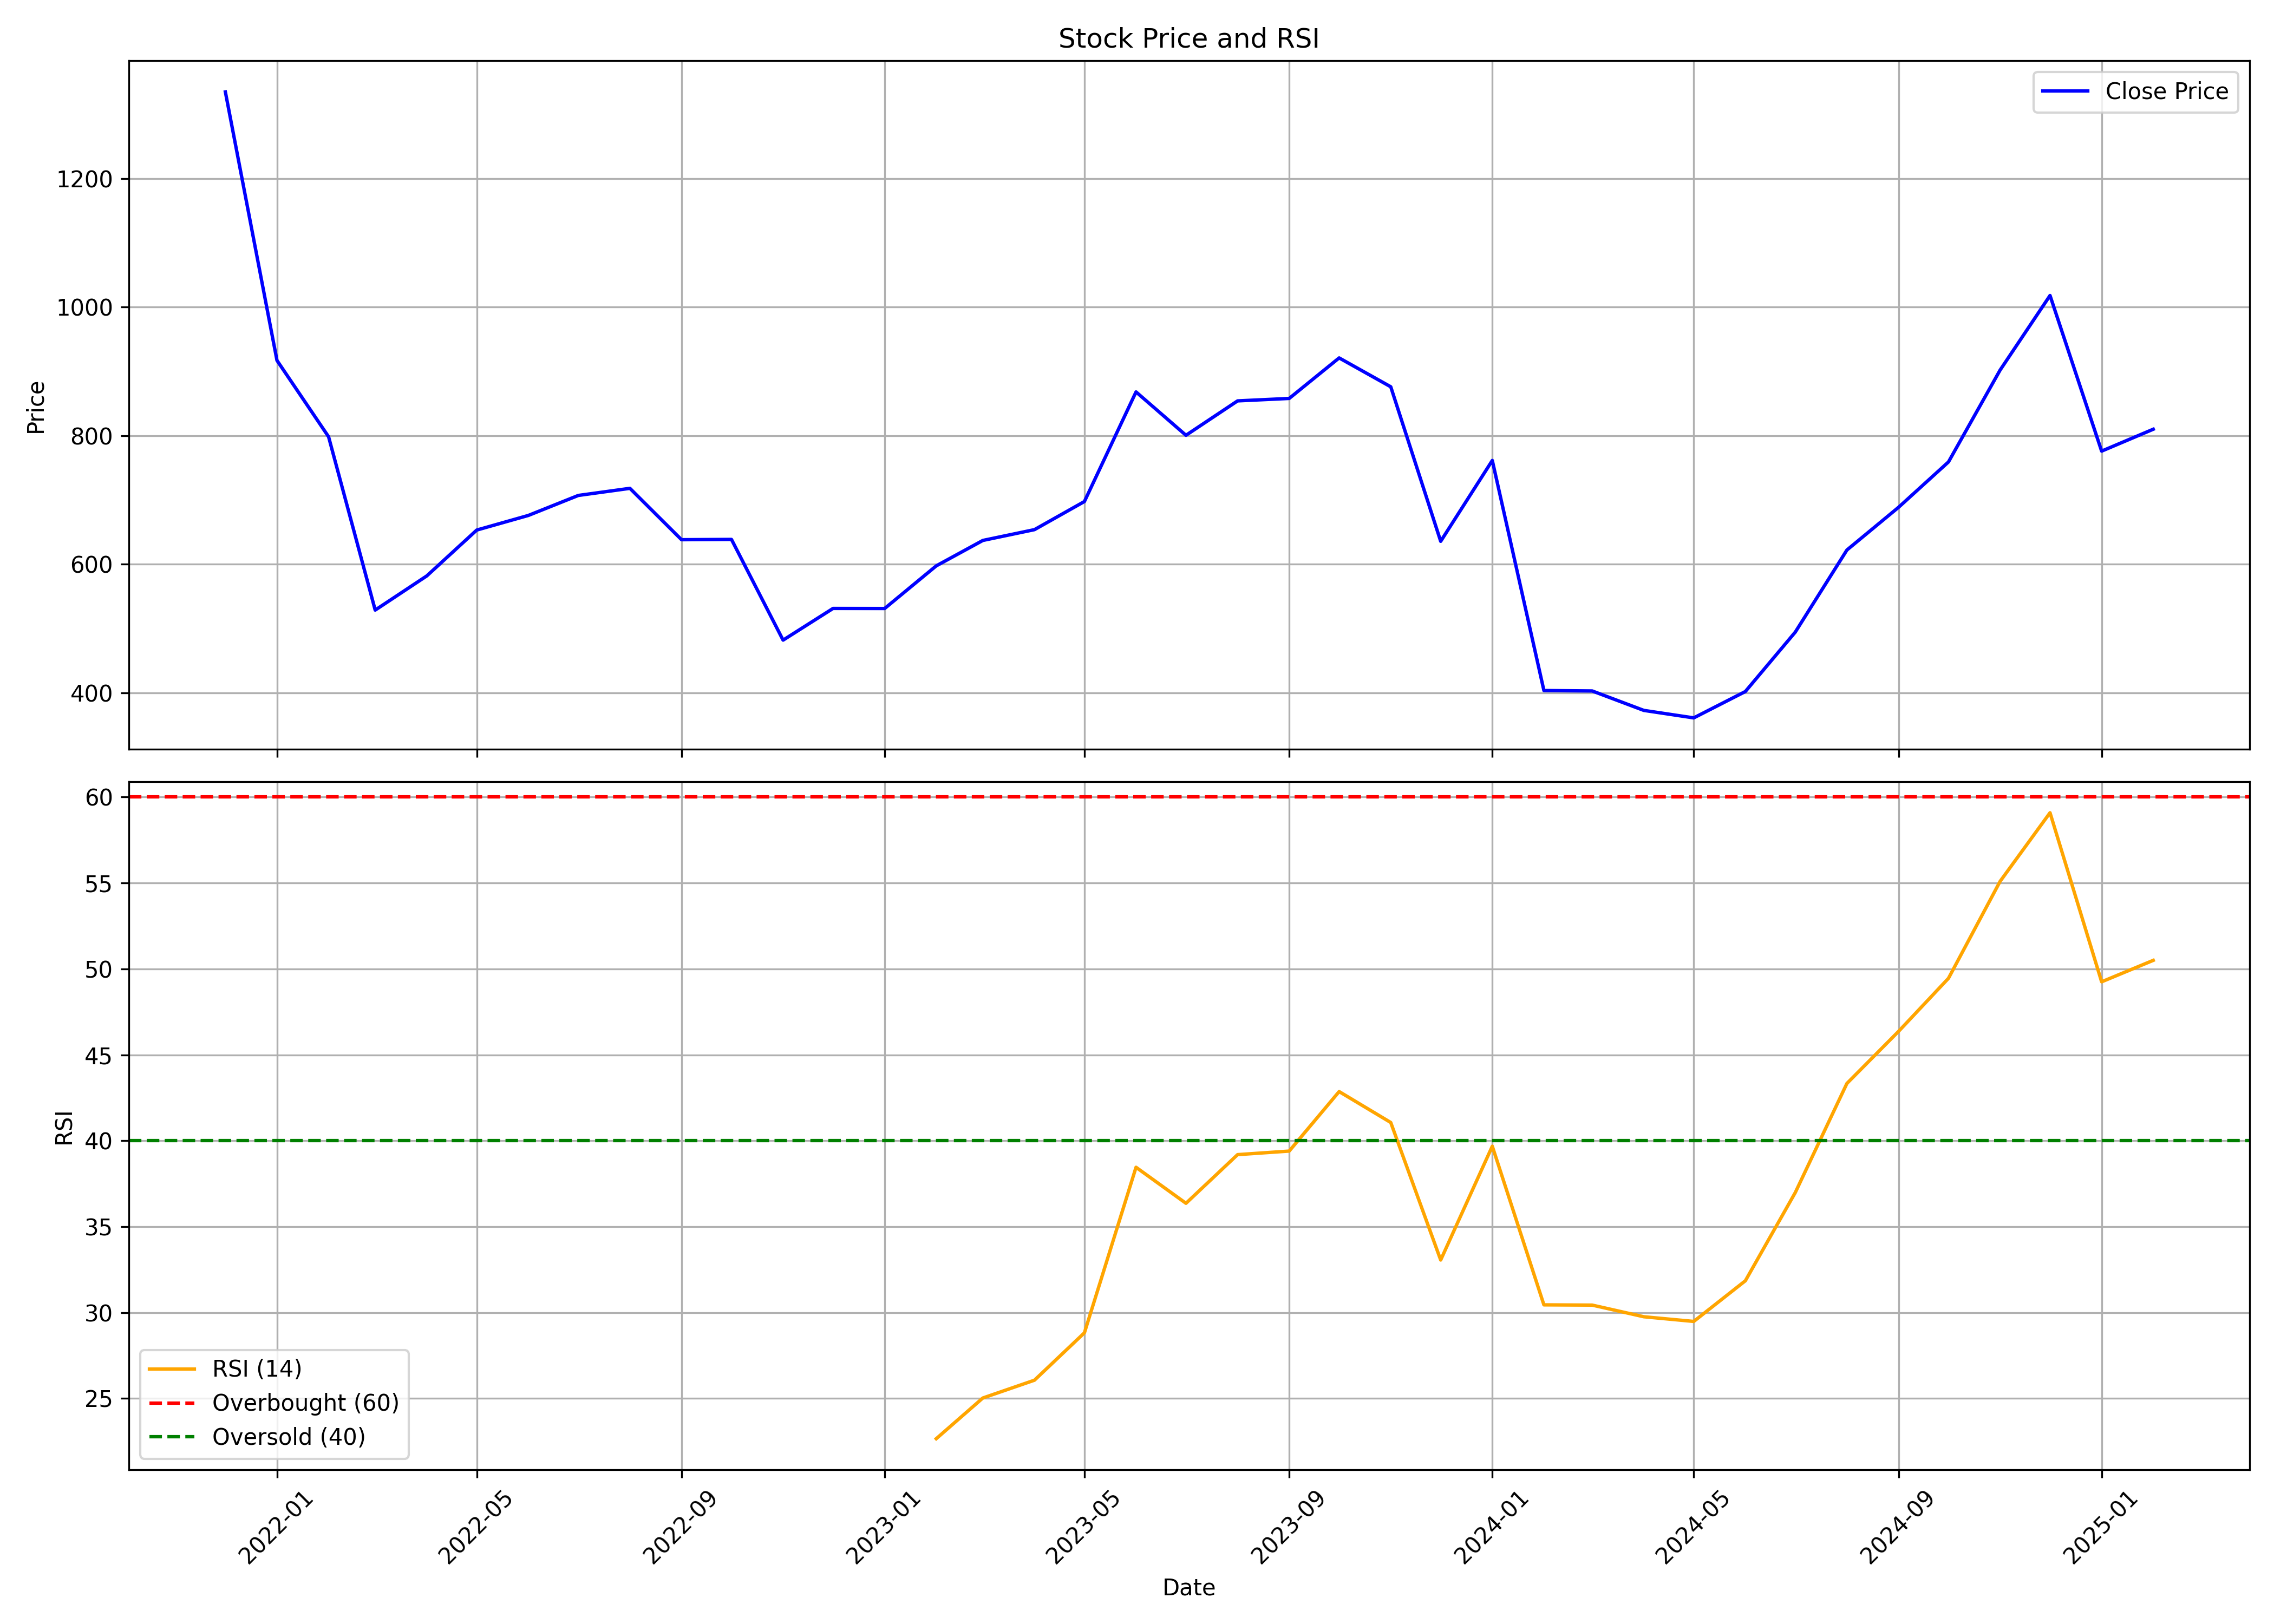 Stock Price and RSI
Close Price
Price
1200
1000
800
600
400
RSI
60
55
50
45
40
35
30
25
RSI (14)
Overbought (60)
Oversold (40)
2022-01
2022-05
2022-09
2023-01
2023-05
2023-09
2024-01
2024-05
2024-09
2025-01
Date